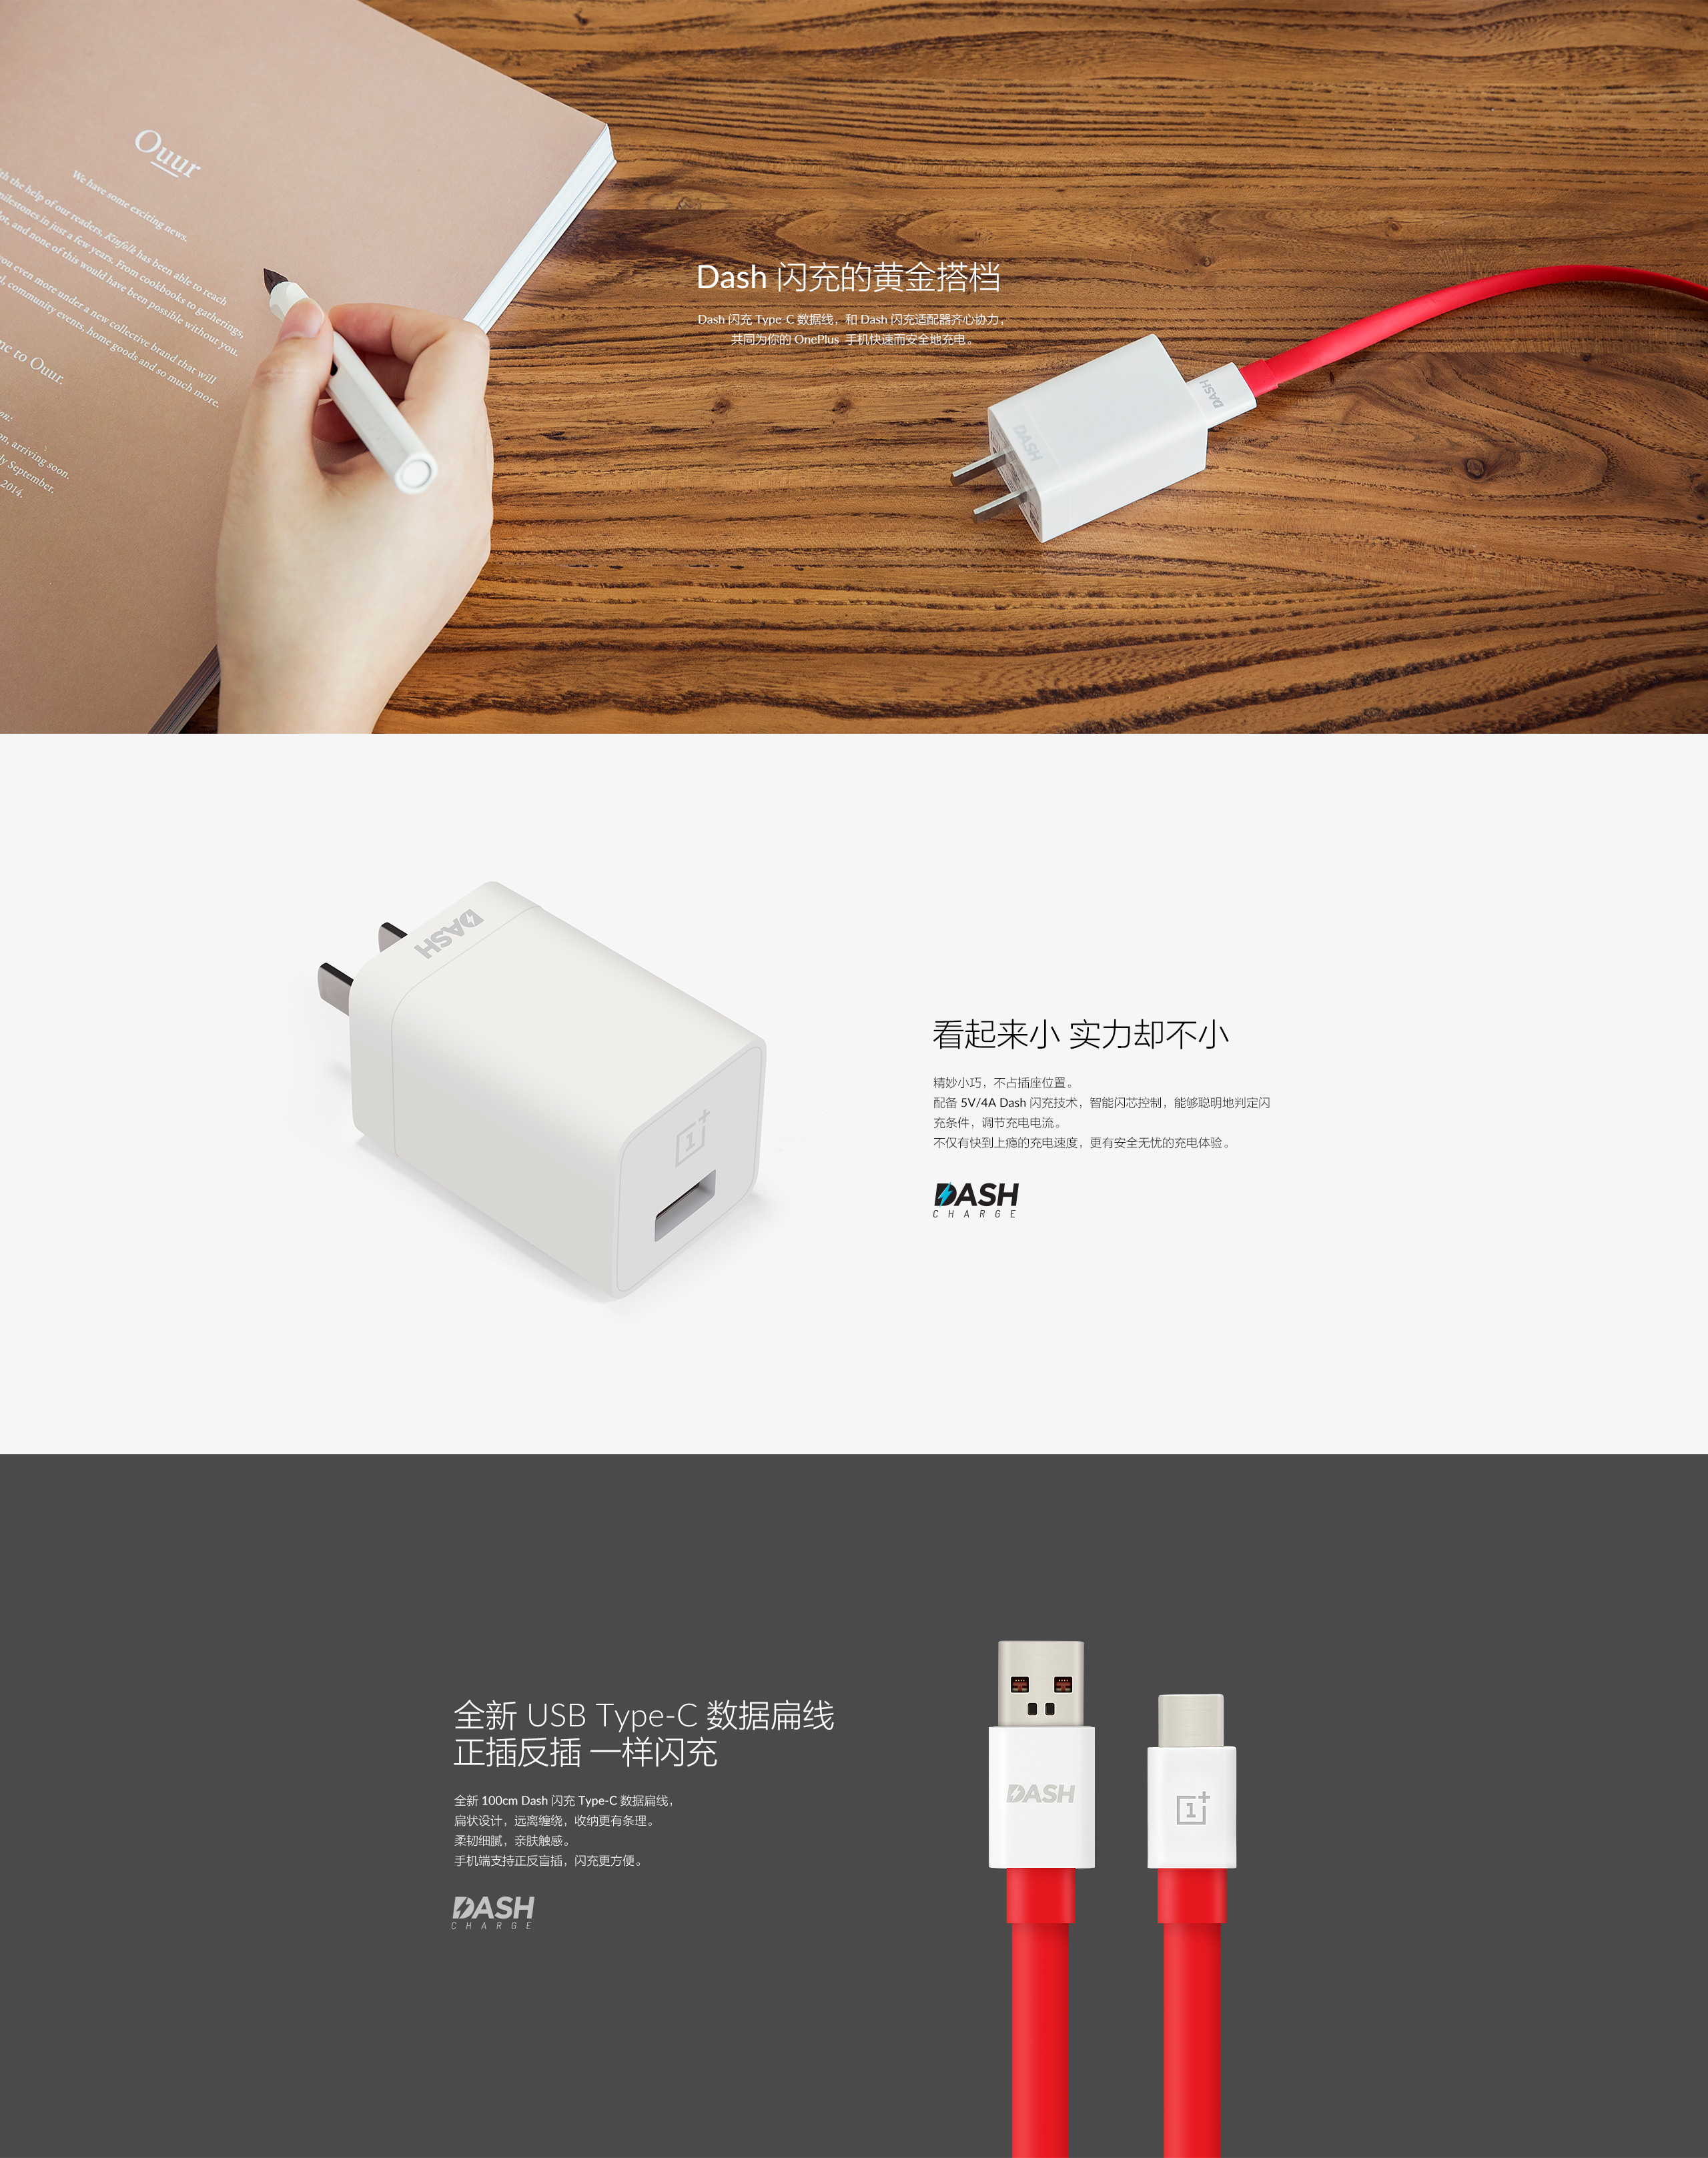 Ouur
We have some exciting news.
th the help of our readers, Kinfolk has been able to reach
milestones in just a few years. From cookbooks to gatherings,
and none of this would have been possible without you.
you even more under a new collective brand that will
community events, home goods and so much more.
me to Ouur.
on:
on, arriving soon.
ly September.
2014.
Dash 闪充的黄金搭档
Dash 闪充 Type-C 数据线，和 Dash 闪充适配器齐心协力，
共同为你的 OnePlus 手机快速而安全地充电。
DASH
DASH
DASH
看起来小 实力却不小
精妙小巧，不占插座位置。
配备 5V/4A Dash 闪充技术，智能闪芯控制，能够聪明地判定闪
充条件，调节充电电流。
不仅有快到上瘾的充电速度，更有安全无忧的充电体验。
DASH
CHARGE
1+
全新 USB Type-C 数据扁线
正插反插 一样闪充
全新 100cm Dash 闪充 Type-C 数据扁线，
扁状设计，远离缠绕，收纳更有条理。
柔韧细腻，亲肤触感。
手机端支持正反盲插，闪充更方便。
DASH
CHARGE
DASH
1+